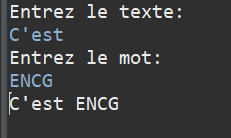 Entrez le texte:
C'est
Entrez le mot:
ENCG
C'est ENCG